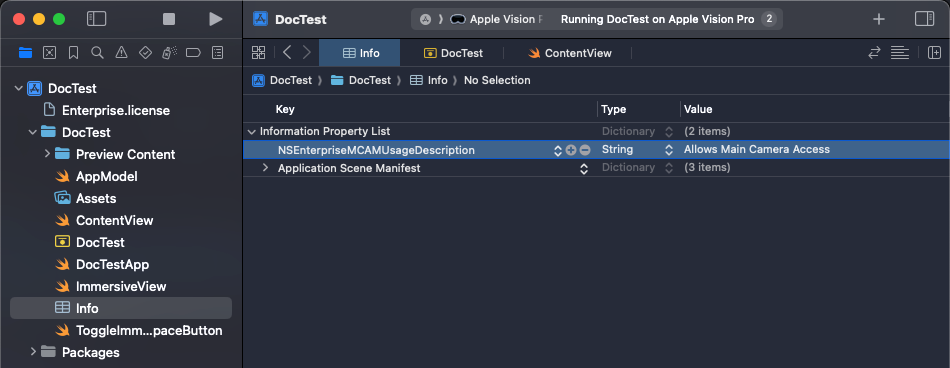 DocTest
Apple Vision P
Running DocTest on Apple Vision Pro 2
Info
DocTest
ContentView
DocTest
Enterprise.license
DocTest
Preview Content
AppModel
Assets
ContentView
DocTest
DocTestApp
ImmersiveView
Info
ToggleImm...paceButton
Packages
DocTest ⟩ DocTest ⟩ Info ⟩ No Selection
Key Type Value
Information Property List Dictionary (2 items)
NSEnterpriseMCAMUsageDescription String Allows Main Camera Access
Application Scene Manifest Dictionary (3 items)